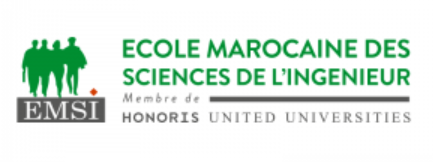 EMSI
ECOLE MAROCAINE DES
SCIENCES DE L'INGENIEUR
Membre de
HONORIS UNITED UNIVERSITIES